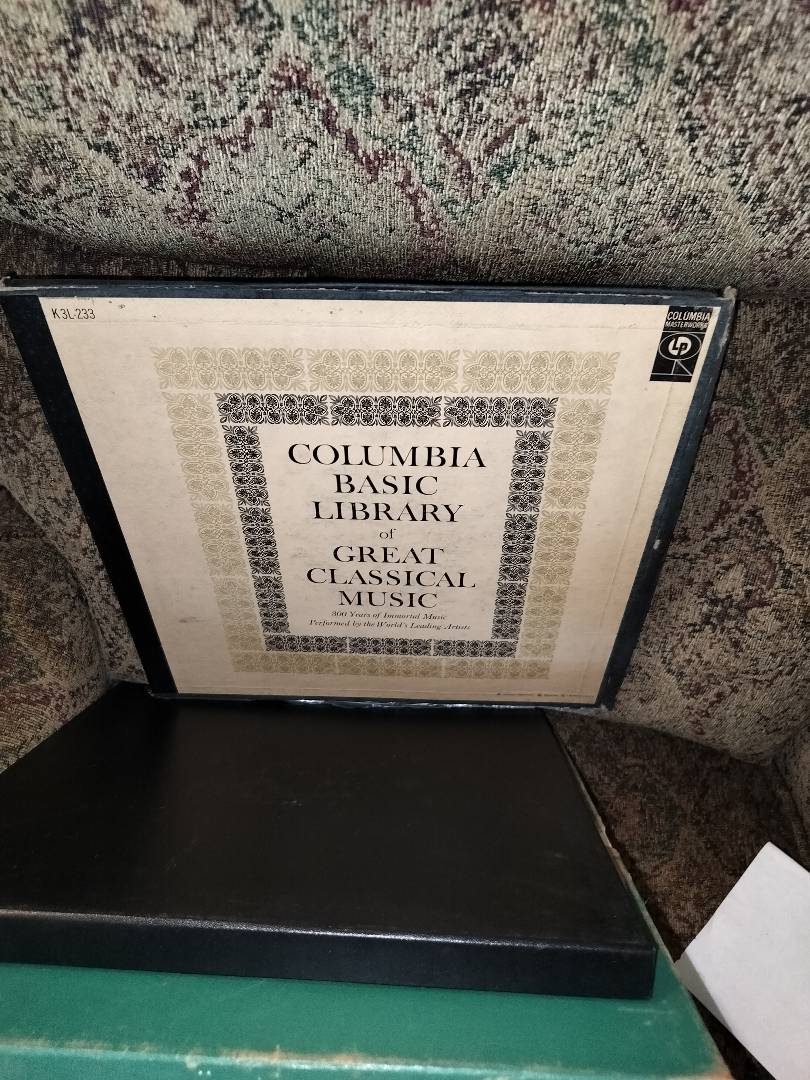 K3L-233
COLUMBIA
MASTERWORKS
LP
COLUMBIA
BASIC
LIBRARY
of
GREAT
CLASSICAL
MUSIC
300 Years of Immortal Music
Performed by the World's Leading Artists